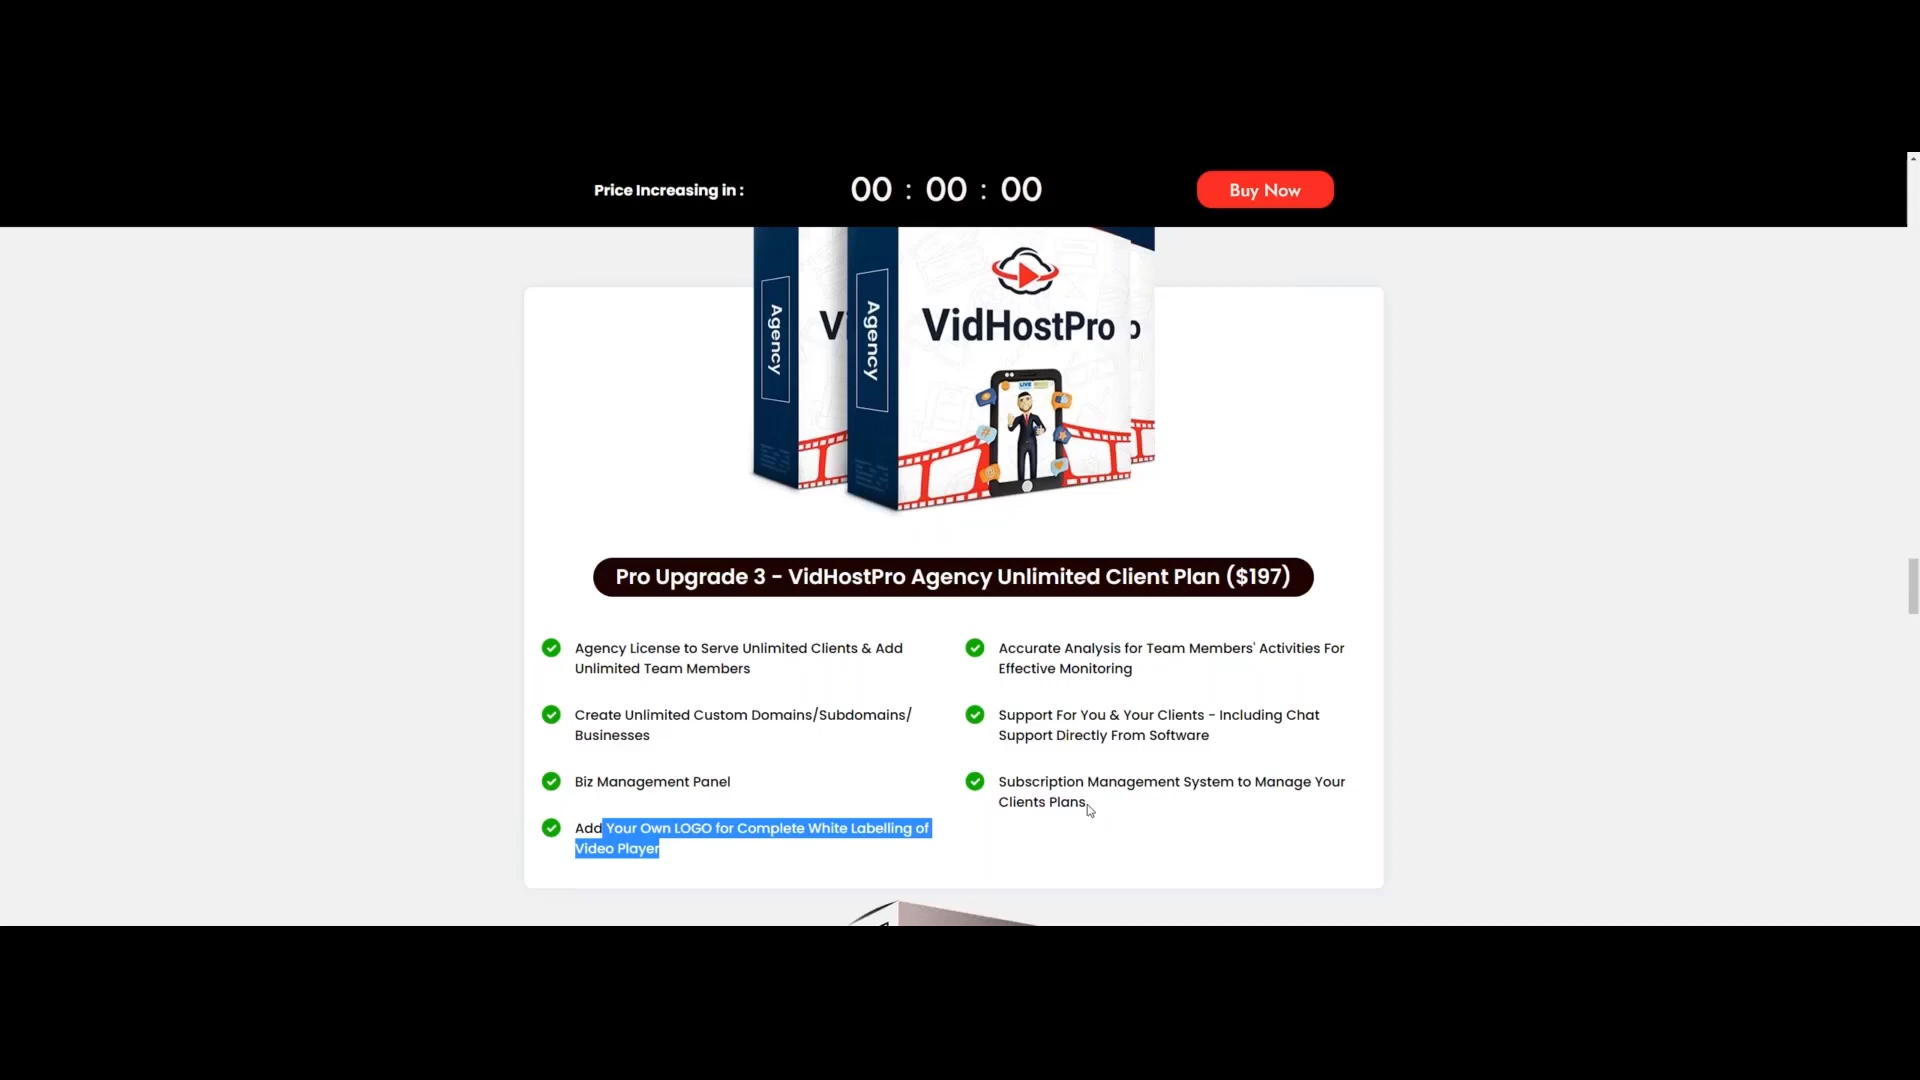 Price Increasing in :
00 : 00 : 00
Buy Now
Agency
Vi
Agency
VidHostPro
o
LIVE
Pro Upgrade 3 - VidHostPro Agency Unlimited Client Plan ($197)
Agency License to Serve Unlimited Clients & Add
Unlimited Team Members
Create Unlimited Custom Domains/Subdomains/
Businesses
Biz Management Panel
Add Your Own LOGO for Complete White Labelling of
Video Player
Accurate Analysis for Team Members' Activities For
Effective Monitoring
Support For You & Your Clients - Including Chat
Support Directly From Software
Subscription Management System to Manage Your
Clients Plans